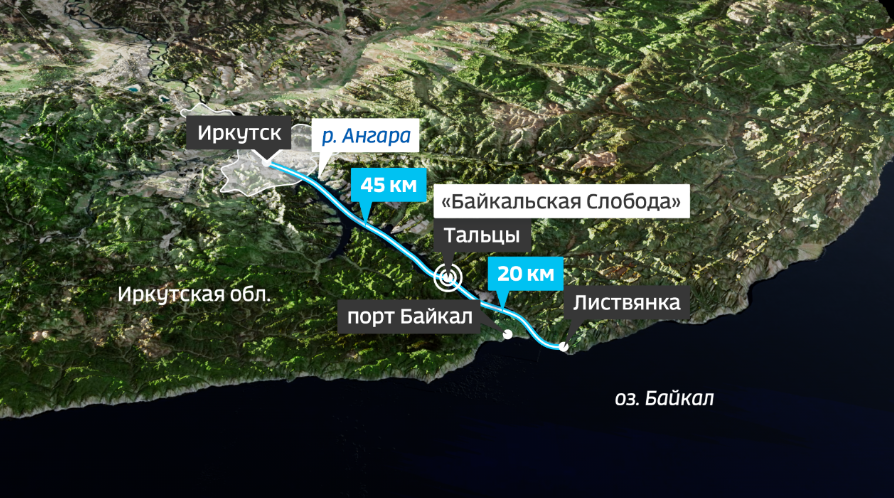 Иркутск
р. Ангара
45 км
«Байкальская Слобода»
Тальцы
20 км
Иркутская обл.
порт Байкал
Листвянка
оз. Байкал